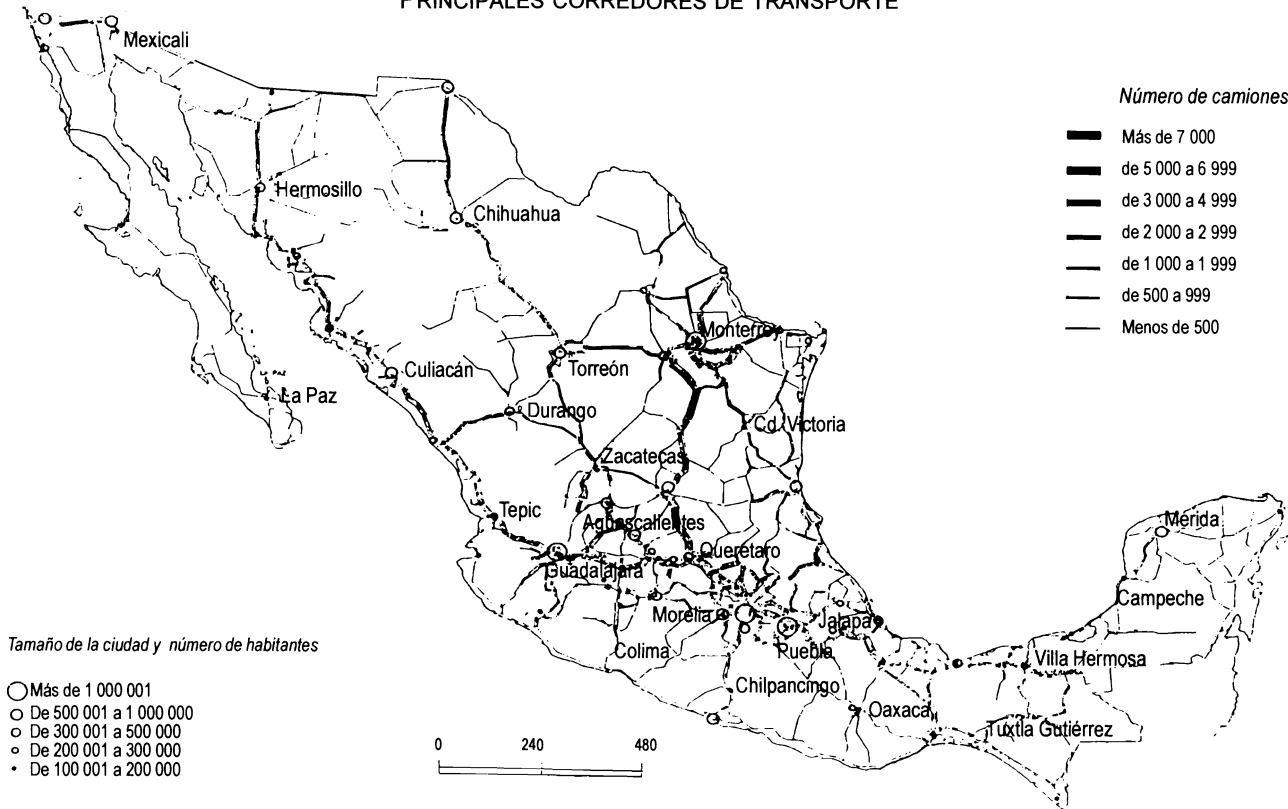 PRINCIPALES CORREDORES DE TRANSPORTE
Mexicali
Número de camiones
Más de 7 000
de 5 000 a 6 999
de 3 000 a 4 999
de 2 000 a 2 999
de 1 000 a 1 999
de 500 a 999
Menos de 500
Hermosillo
Chihuahua
Monterre
Torreón
Culiacán
LA PAZ
La Paz
Durango
Cd. Victoria
Zacatecas
Tepic
Aguascalientes
Mérida
Querétaro
Guadalajara
Campeche
Morelia
Jalapa
Colima
Puebla
Villa Hermosa
Chilpancingo
Oaxaca
Tuxtla Gutiérrez
Tamaño de la ciudad y número de habitantes
Más de 1 000 001
De 500 001 a 1 000 000
De 300 001 a 500 000
De 200 001 a 300 000
De 100 001 a 200 000
0 240 480